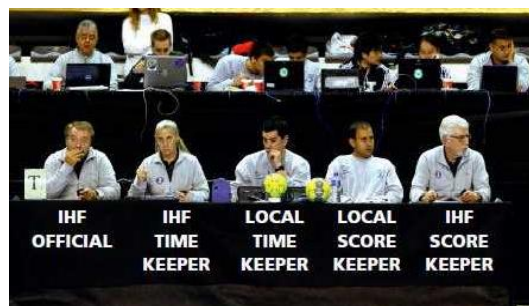 T
IHF
OFFICIAL
IHF
TIME
KEEPER
LOCAL
TIME
KEEPER
LOCAL
SCORE
KEEPER
IHF
SCORE
KEEPER